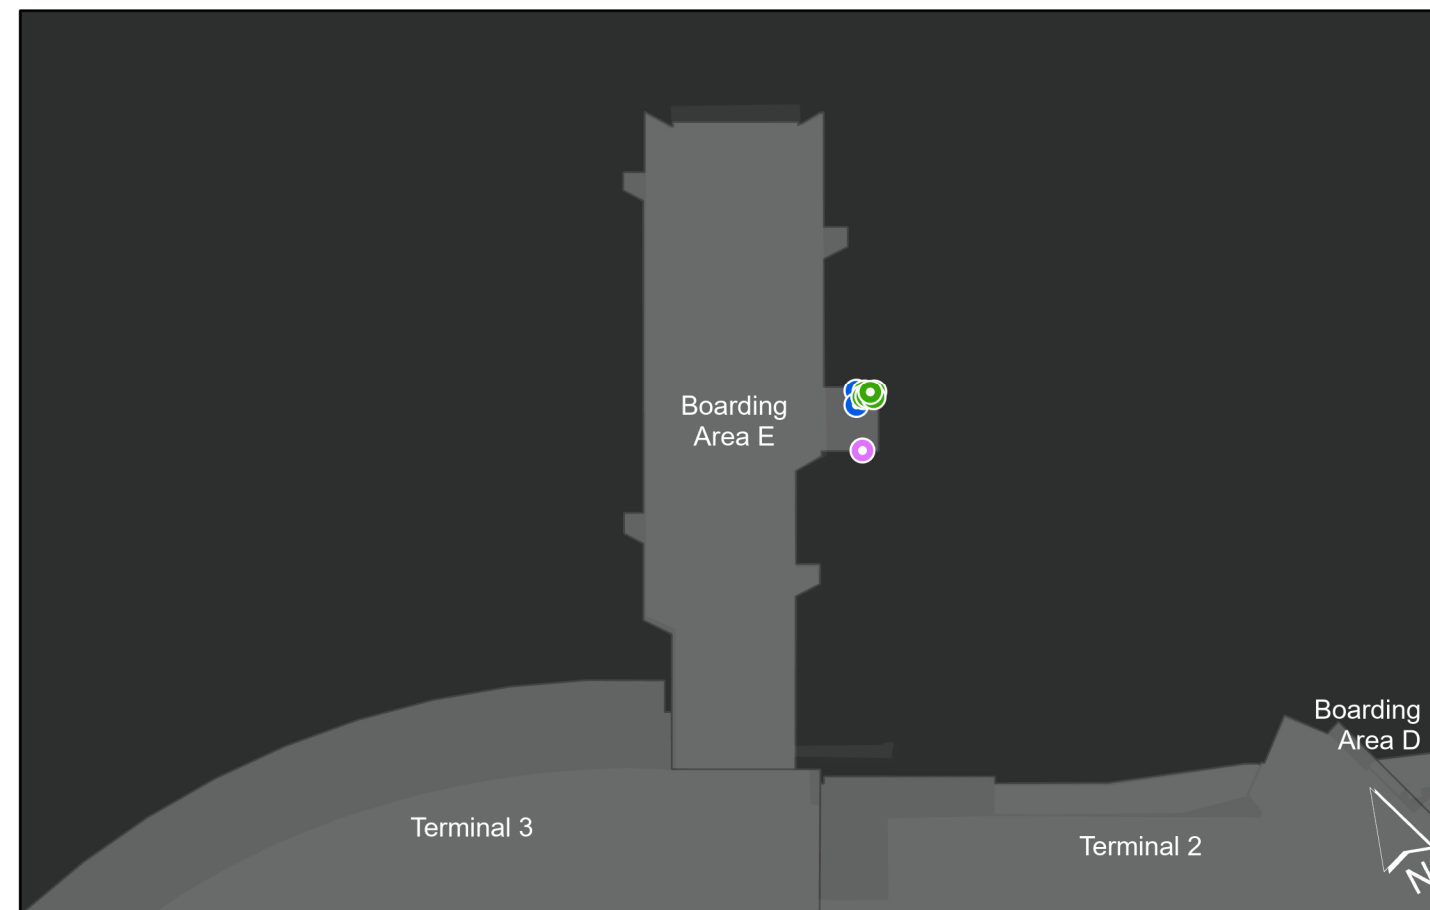 Boarding
Area E
Boarding
Area D
Terminal 3
Terminal 2
N